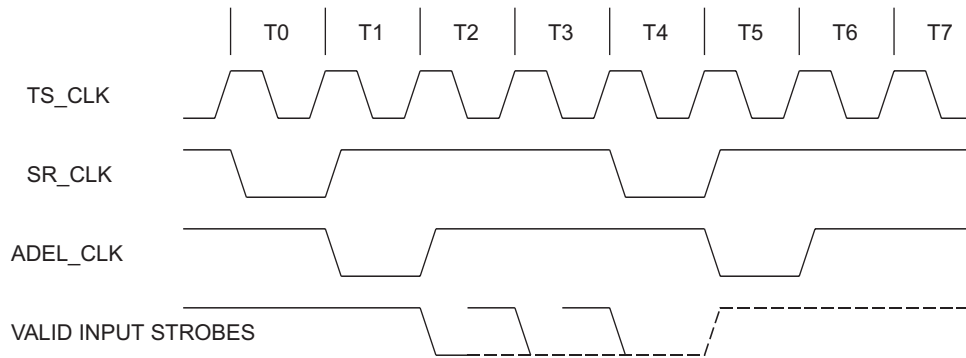 T0 T1 T2 T3 T4 T5 T6 T7
TS_CLK
SR_CLK
ADEL_CLK
VALID INPUT STROBES